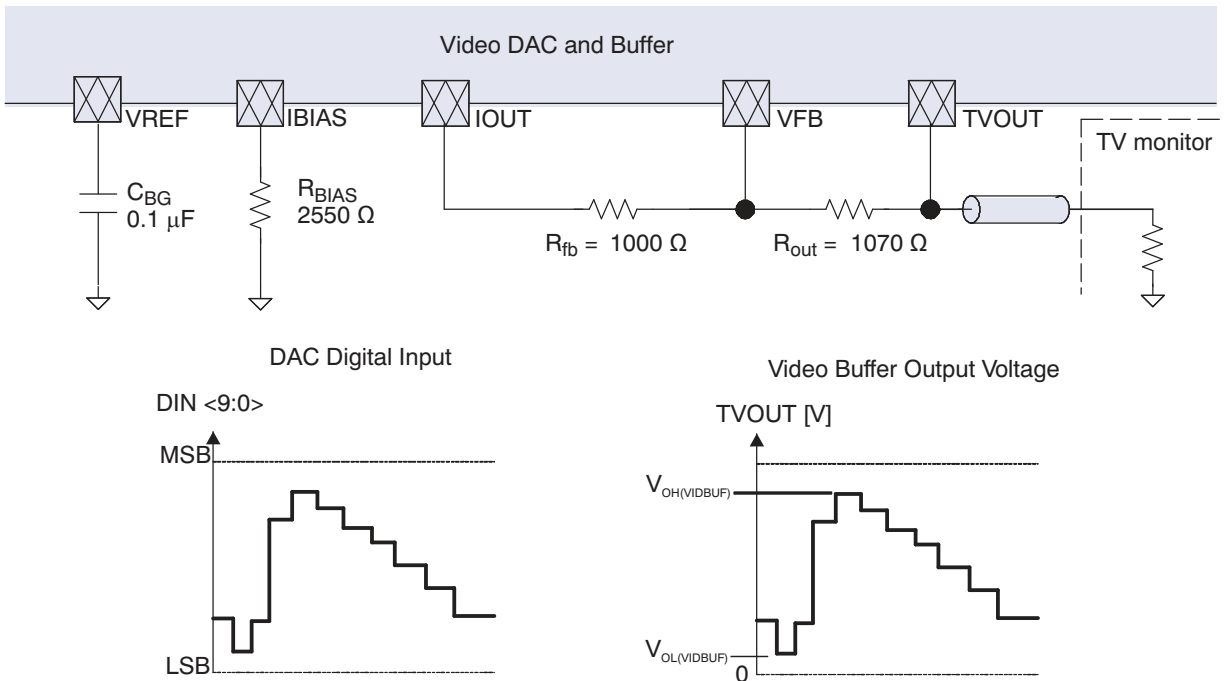 Video DAC and Buffer
VREF
IBIAS
IOUT
VFB
TVOUT
TV monitor
C_BG
0.1 μF
R_BIAS
2550 Ω
R_fb = 1000 Ω
R_out = 1070 Ω
DAC Digital Input
Video Buffer Output Voltage
DIN <9:0>
MSB
LSB
TVOUT [V]
V_OH(VIDBUF)
V_OL(VIDBUF)
0